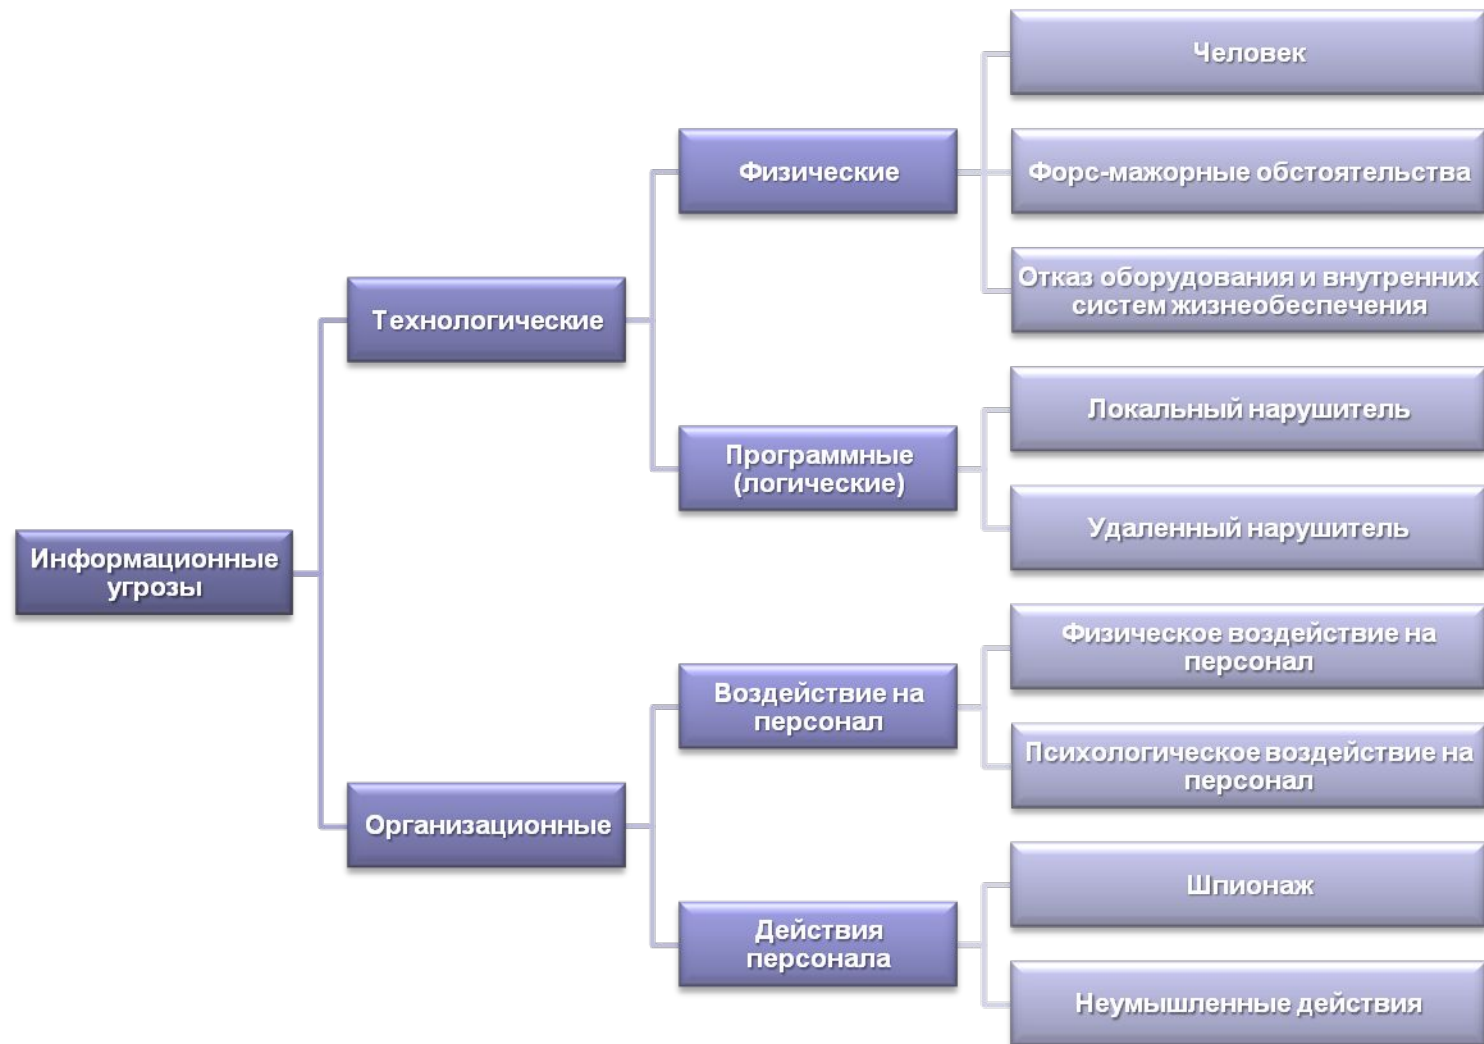 Информационные
угрозы
Технологические
Физические
Человек
Форс-мажорные обстоятельства
Отказ оборудования и внутренних
систем жизнеобеспечения
Программные
(логические)
Локальный нарушитель
Удаленный нарушитель
Организационные
Воздействие на
персонал
Физическое воздействие на
персонал
Психологическое воздействие на
персонал
Действия
персонала
Шпионаж
Неумышленные действия